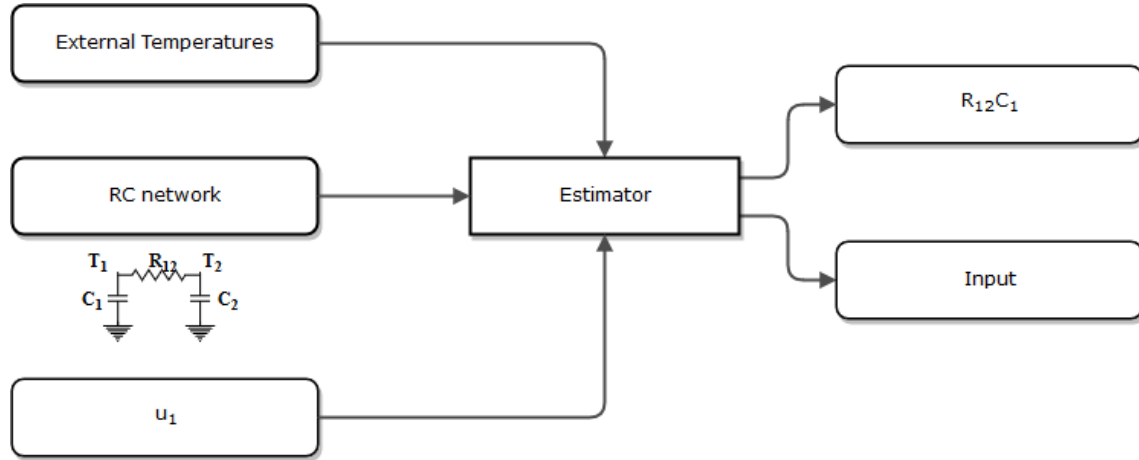 External Temperatures
R₁₂C₁
RC network
Estimator
T₁ R₁₂ T₂
C₁ C₂
Input
u₁